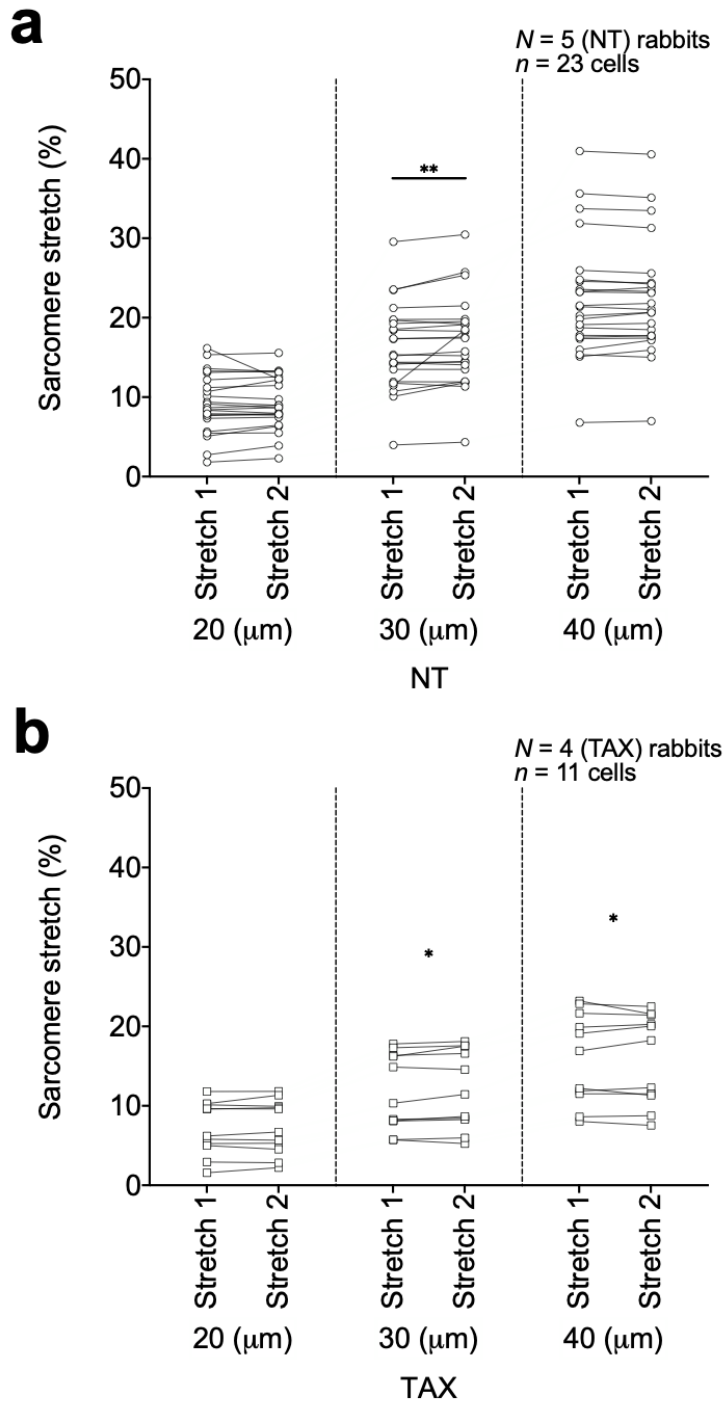 a
N = 5 (NT) rabbits
n = 23 cells
Sarcomere stretch (%)
50
40
30
20
10
0
**
Stretch 1
Stretch 2
Stretch 1
Stretch 2
Stretch 1
Stretch 2
20 (μm)
30 (μm)
40 (μm)
NT
b
N = 4 (TAX) rabbits
n = 11 cells
Sarcomere stretch (%)
50
40
30
20
10
0
*
*
Stretch 1
Stretch 2
Stretch 1
Stretch 2
Stretch 1
Stretch 2
20 (μm)
30 (μm)
40 (μm)
TAX